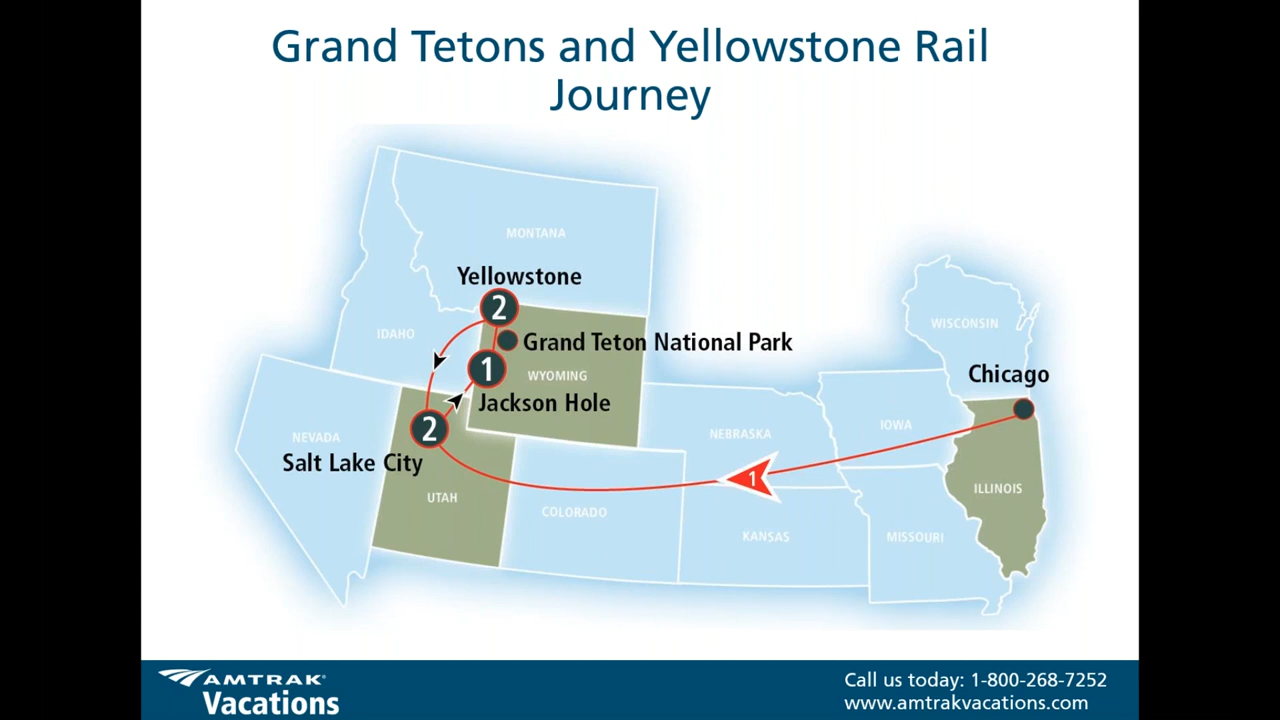 Grand Tetons and Yellowstone Rail
Journey
MONTANA
Yellowstone
2
WISCONSIN
IDAHO
Grand Teton National Park
1
WYOMING
Chicago
Jackson Hole
2
NEVADA
NEBRASKA
IOWA
Salt Lake City
1
UTAH
ILLINOIS
COLORADO
KANSAS
MISSOURI
AMTRAK®
Vacations
Call us today: 1-800-268-7252
www.amtrakvacations.com